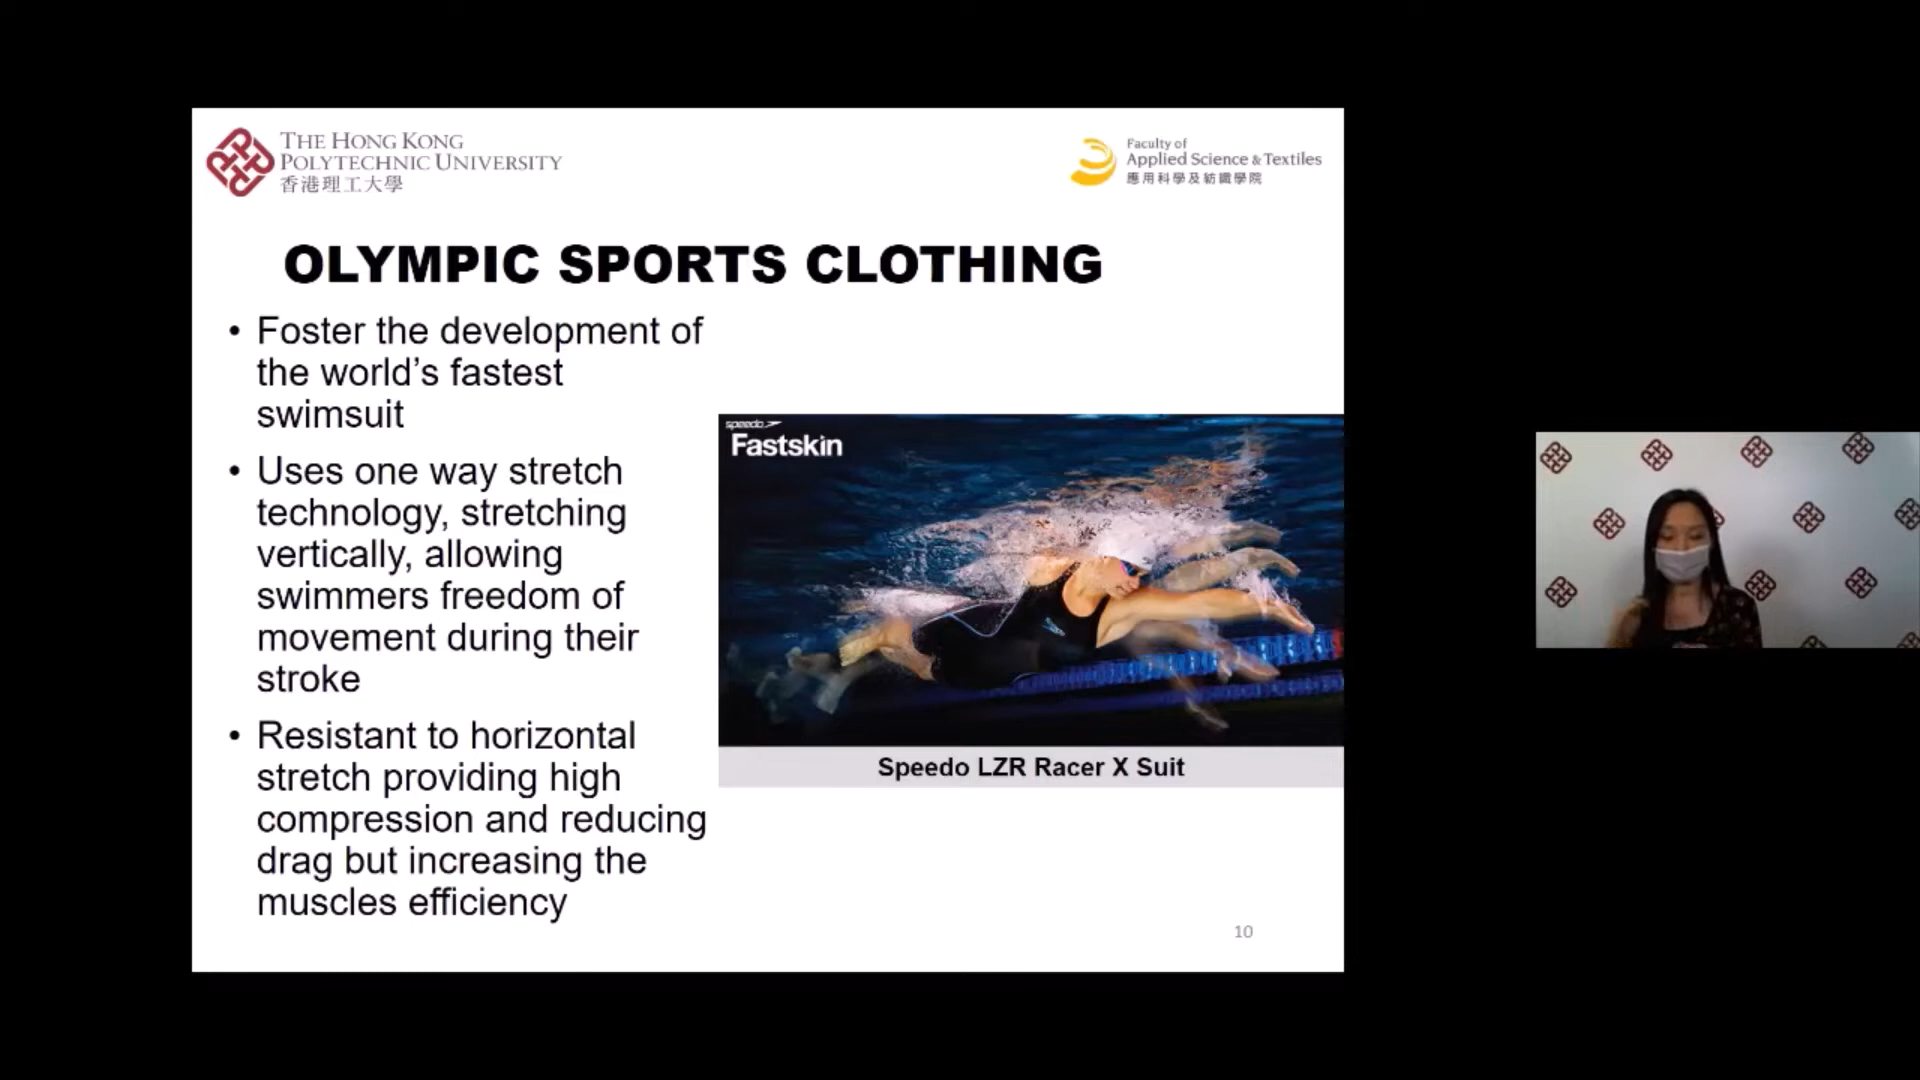 THE HONG KONG
POLYTECHNIC UNIVERSITY
香港理工大學
Faculty of
Applied Science & Textiles
應用科學及紡織學院
OLYMPIC SPORTS CLOTHING
• Foster the development of
the world’s fastest
swimsuit
• Uses one way stretch
technology, stretching
vertically, allowing
swimmers freedom of
movement during their
stroke
• Resistant to horizontal
stretch providing high
compression and reducing
drag but increasing the
muscles efficiency
speedo
Fastskin
Speedo LZR Racer X Suit
10